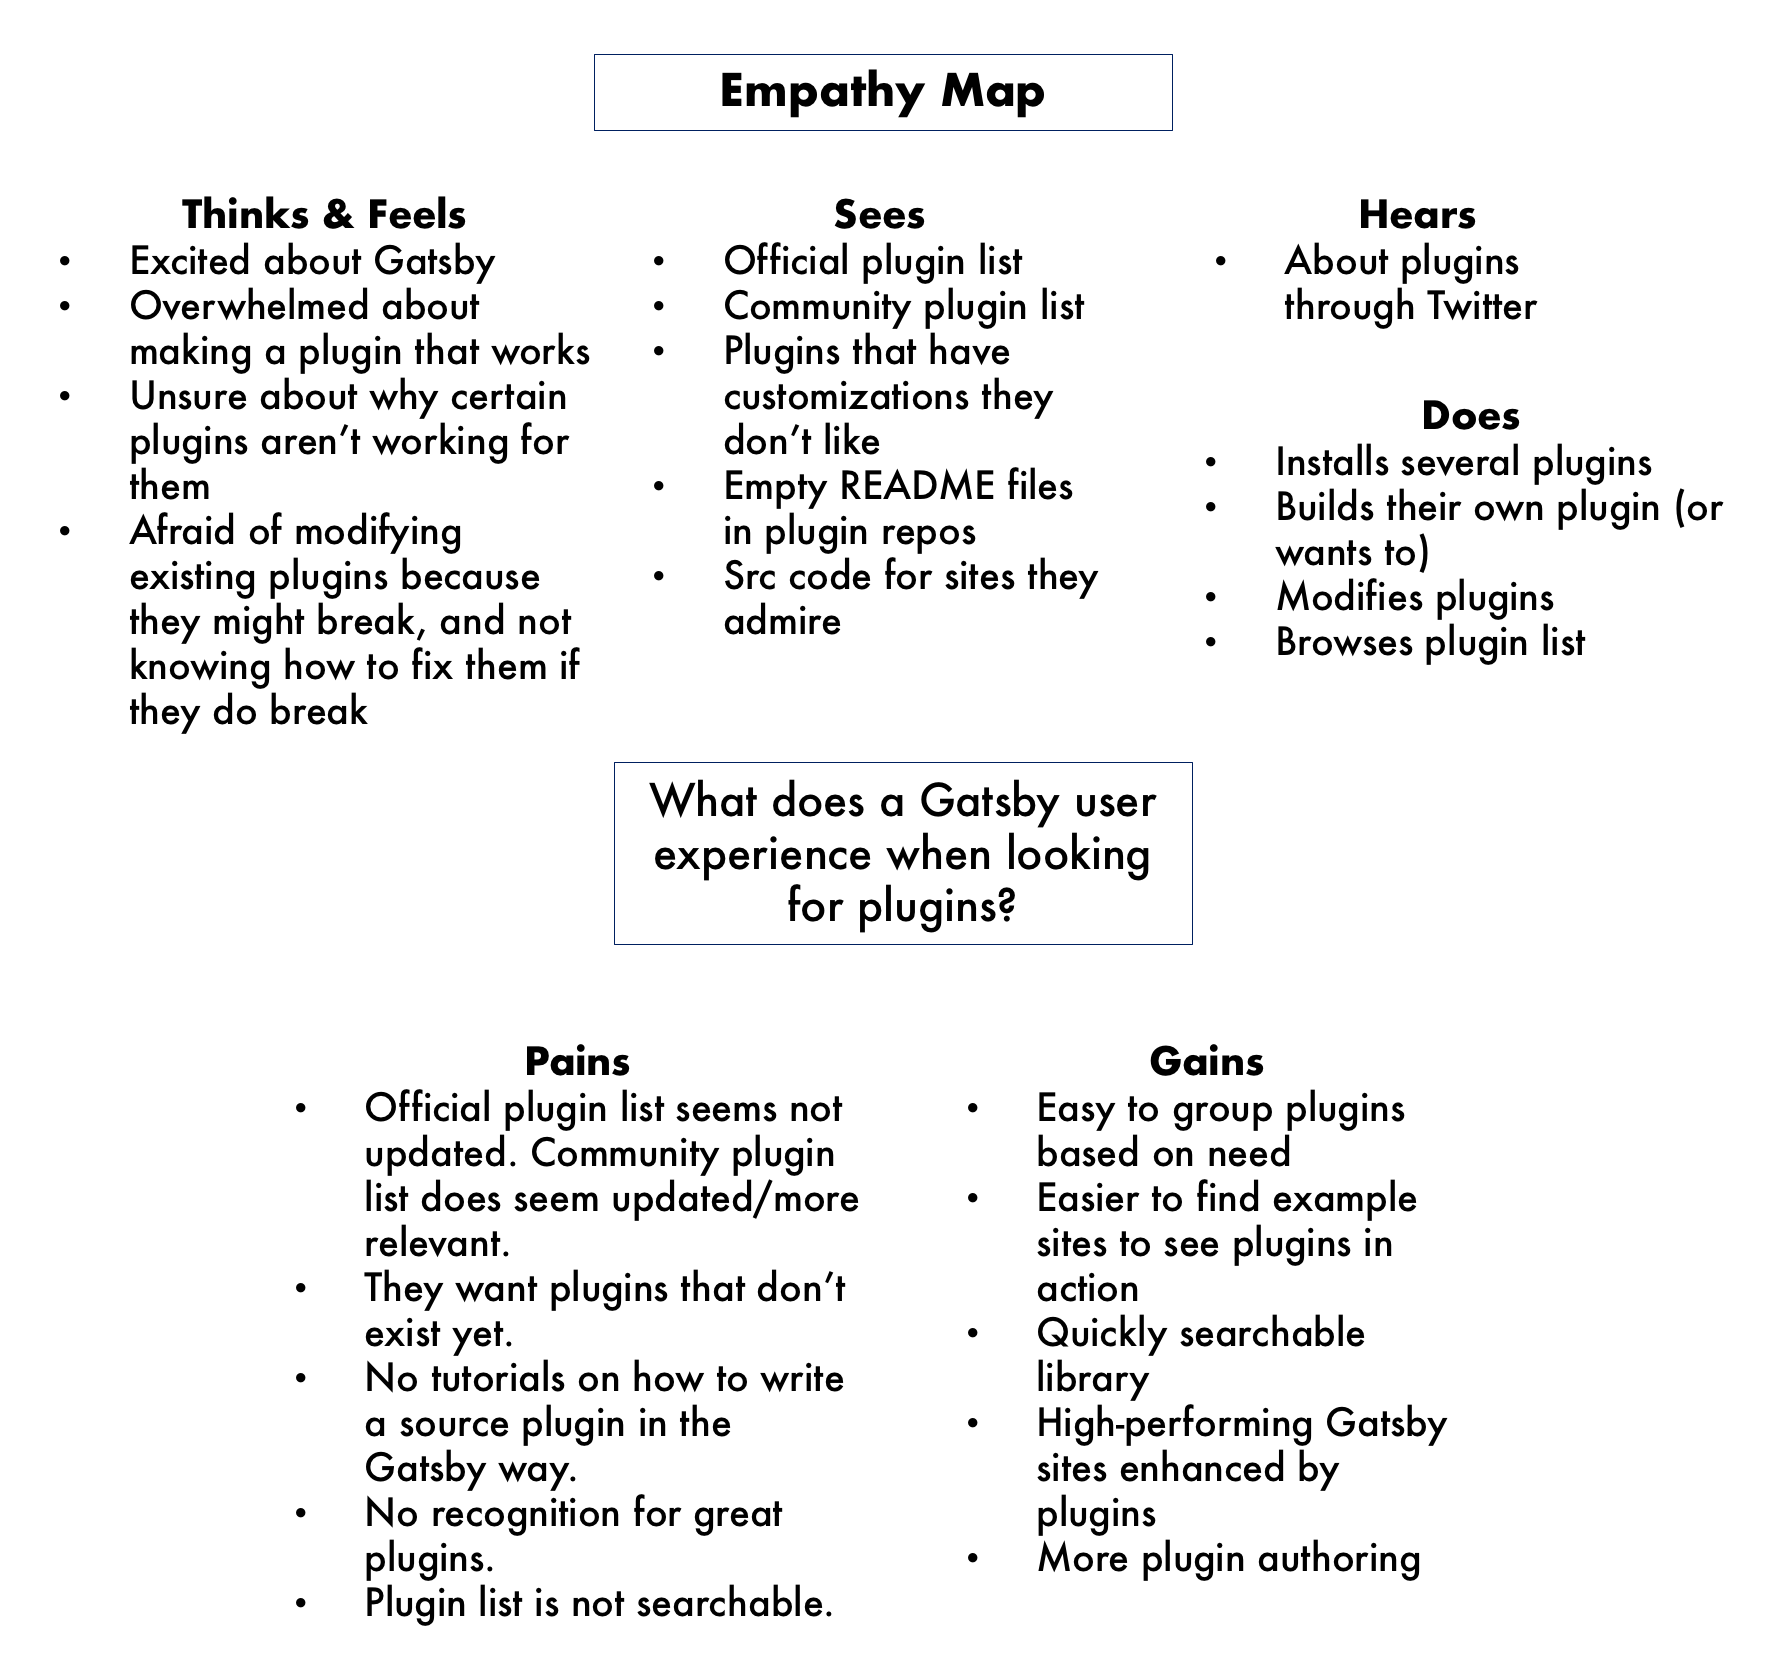 Empathy Map
Thinks & Feels
• Excited about Gatsby
• Overwhelmed about
making a plugin that works
• Unsure about why certain
plugins aren’t working for
them
• Afraid of modifying
existing plugins because
they might break, and not
knowing how to fix them if
they do break
Sees
• Official plugin list
• Community plugin list
• Plugins that have
customizations they
don’t like
• Empty README files
in plugin repos
• Src code for sites they
admire
Hears
• About plugins
through Twitter
Does
• Installs several plugins
• Builds their own plugin (or
wants to)
• Modifies plugins
• Browses plugin list
What does a Gatsby user
experience when looking
for plugins?
Pains
• Official plugin list seems not
updated. Community plugin
list does seem updated/more
relevant.
• They want plugins that don’t
exist yet.
• No tutorials on how to write
a source plugin in the
Gatsby way.
• No recognition for great
plugins.
• Plugin list is not searchable.
Gains
• Easy to group plugins
based on need
• Easier to find example
sites to see plugins in
action
• Quickly searchable
library
• High-performing Gatsby
sites enhanced by
plugins
• More plugin authoring